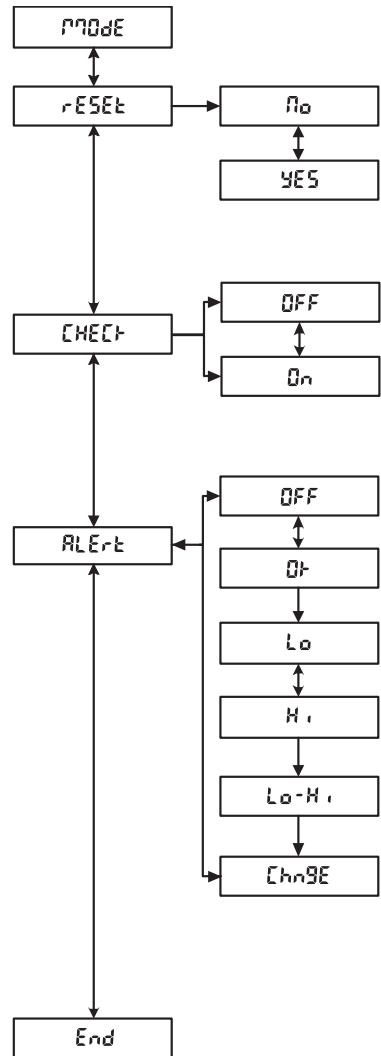 MOdE
rESEt
No
YES
CHECk
OFF
On
ALErt
OFF
Ok
Lo
Hi
Lo-Hi
ChngE
End